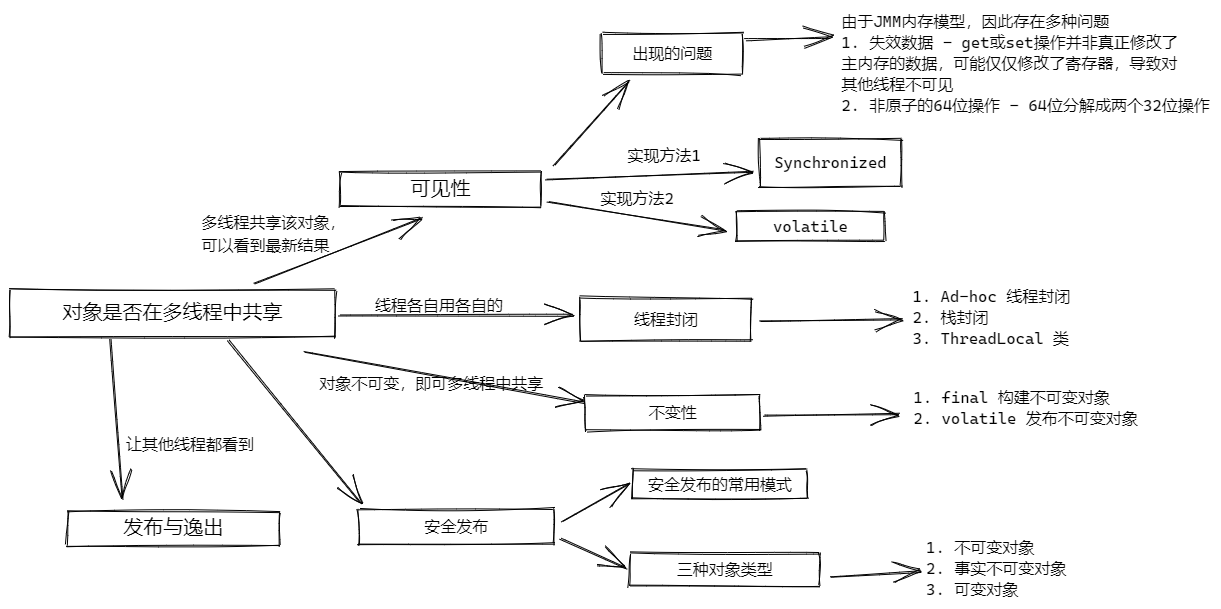 由于JMM内存模型，因此存在多种问题
1. 失效数据 - get或set操作并非真正修改了
主内存的数据，可能仅仅修改了寄存器，导致对
其他线程不可见
2. 非原子的64位操作 - 64位分解成两个32位操作
出现的问题
实现方法1
Synchronized
可见性
实现方法2
volatile
多线程共享该对象，
可以看到最新结果
对象是否在多线程中共享
线程各自用各自的
线程封闭
1. Ad-hoc 线程封闭
2. 栈封闭
3. ThreadLocal 类
对象不可变，即可多线程中共享
不变性
1. final 构建不可变对象
2. volatile 发布不可变对象
让其他线程都看到
发布与逸出
安全发布
安全发布的常用模式
三种对象类型
1. 不可变对象
2. 事实不可变对象
3. 可变对象